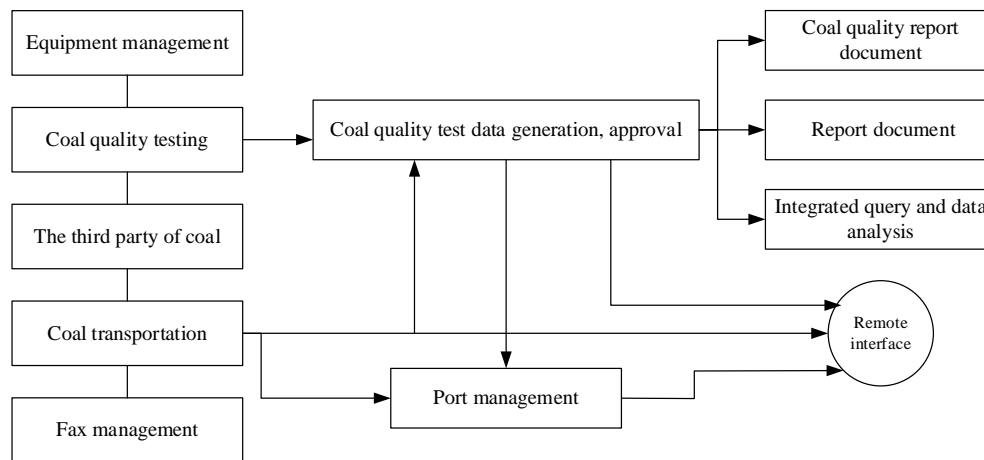 Equipment management
Coal quality testing
The third party of coal
Coal transportation
Fax management
Coal quality test data generation, approval
Port management
Coal quality report
document
Report document
Integrated query and data
analysis
Remote
interface